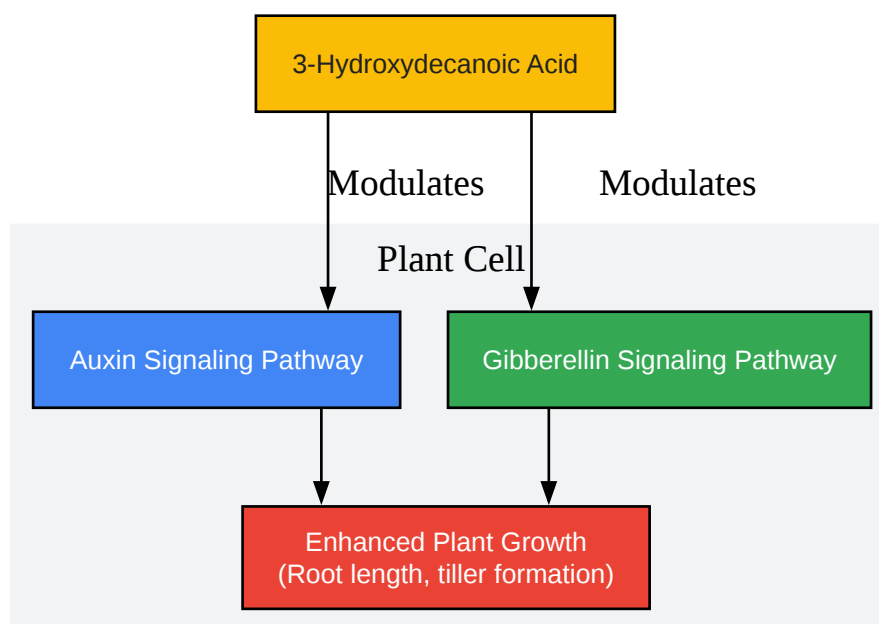 3-Hydroxydecanoic Acid
Modulates
Modulates
Plant Cell
Auxin Signaling Pathway
Gibberellin Signaling Pathway
Enhanced Plant Growth
(Root length, tiller formation)